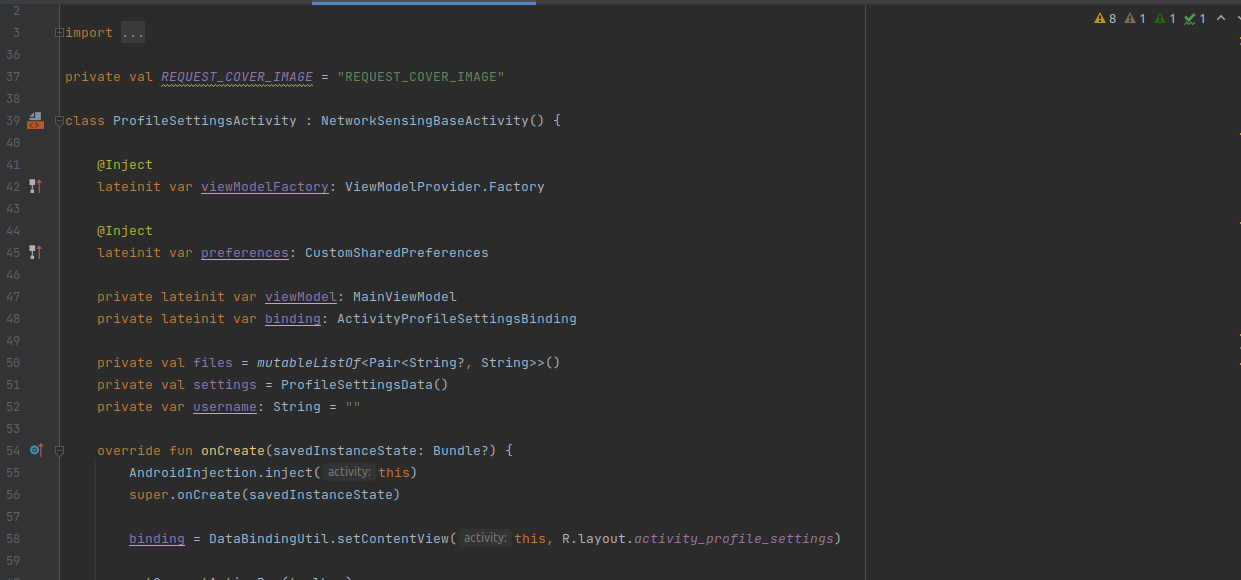 2
8 1 1 1
3 import ...
36
37 private val REQUEST_COVER_IMAGE = "REQUEST_COVER_IMAGE"
38
39 class ProfileSettingsActivity : NetworkSensingBaseActivity() {
40
41 @Inject
42 lateinit var viewModelFactory: ViewModelProvider.Factory
43
44 @Inject
45 lateinit var preferences: CustomSharedPreferences
46
47 private lateinit var viewModel: MainViewModel
48 private lateinit var binding: ActivityProfileSettingsBinding
49
50 private val files = mutableListOf<Pair<String?, String>>()
51 private val settings = ProfileSettingsData()
52 private var username: String = ""
53
54 override fun onCreate(savedInstanceState: Bundle?) {
55 AndroidInjection.inject( activity: this)
56 super.onCreate(savedInstanceState)
57
58 binding = DataBindingUtil.setContentView( activity: this, R.layout.activity_profile_settings)
59